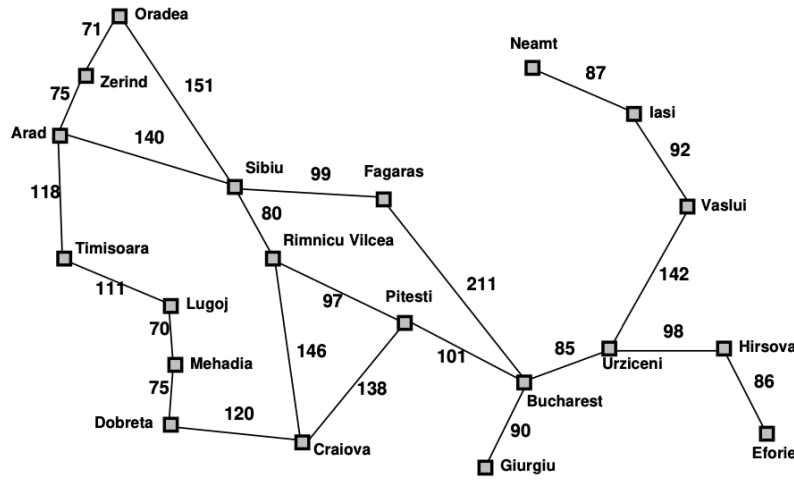 Oradea
71
Neamt
Zerind
87
151
75
Iasi
Arad
140
92
Sibiu
Fagaras
99
118
Vaslui
80
Timisoara
Rimnicu Vilcea
142
111
Lugoj
97
Pitesti
211
70
98
Hirsova
146
101
85
Urziceni
Mehadia
75
138
86
Bucharest
120
Dobreta
90
Craiova
Eforie
Giurgiu